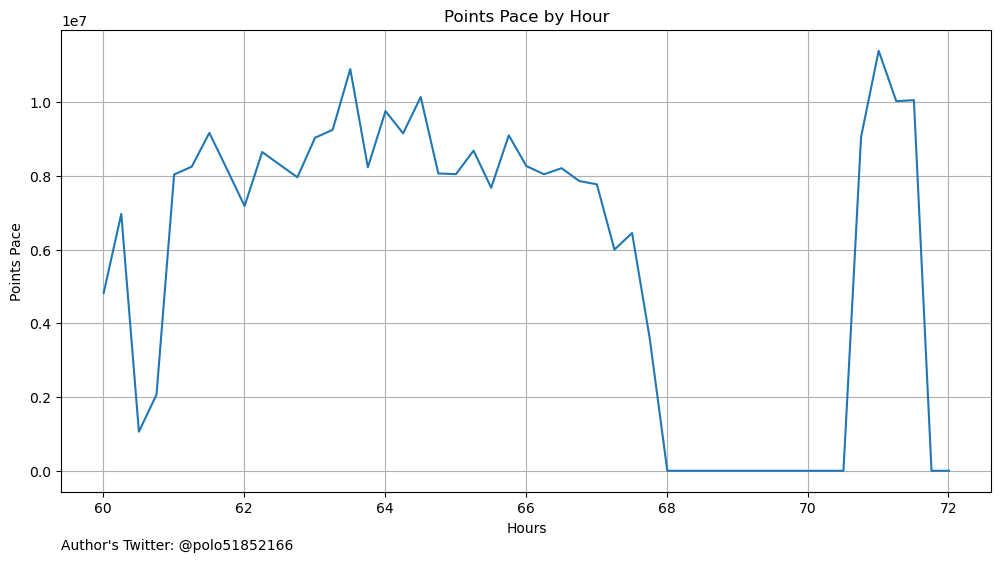 Points Pace by Hour
1e7
1.0
0.8
0.6
0.4
0.2
0.0
Points Pace
60 62 64 66 68 70 72
Hours
Author's Twitter: @polo51852166